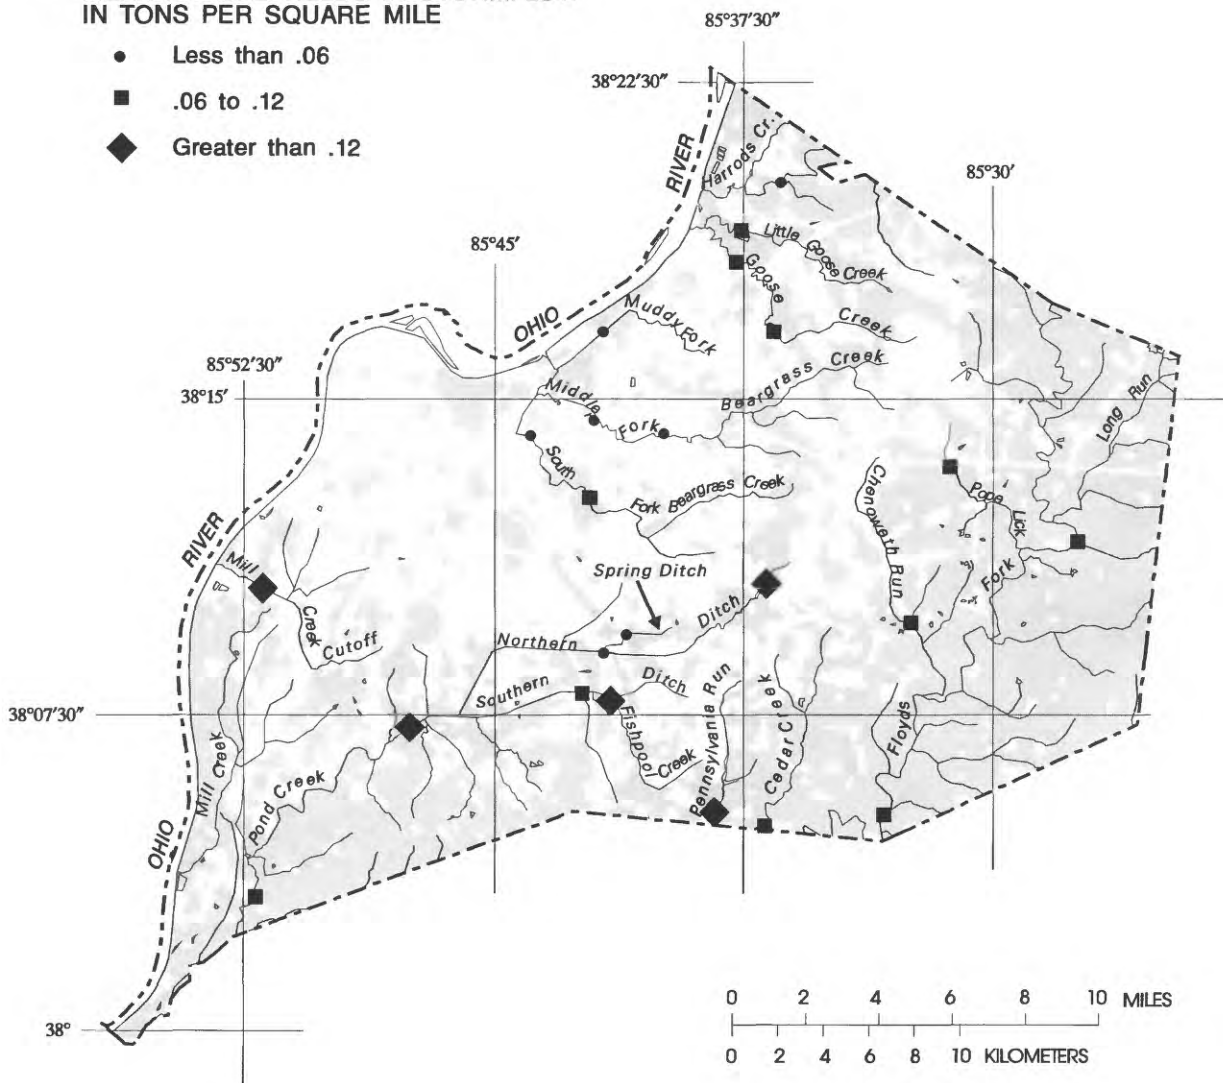 IN TONS PER SQUARE MILE
Less than .06
.06 to .12
Greater than .12
85°37'30"
38°22'30"
85°30'
85°45'
85°52'30"
38°15'
38°07'30"
38°
OHIO RIVER
RIVER
OHIO
Harrods Cr.
Little Goose Creek
Goose Creek
Muddy Fork
Middle Fork Beargrass Creek
South Fork Beargrass Creek
Long Run
Pope Lick
Chenoweth Run
Floyds Fork
Spring Ditch
Northern Ditch
Southern Ditch
Mill Creek Cutoff
Fishpool Creek
Pennsylvania Run
Cedar Creek
Mill Creek
Pond Creek
0 2 4 6 8 10 MILES
0 2 4 6 8 10 KILOMETERS